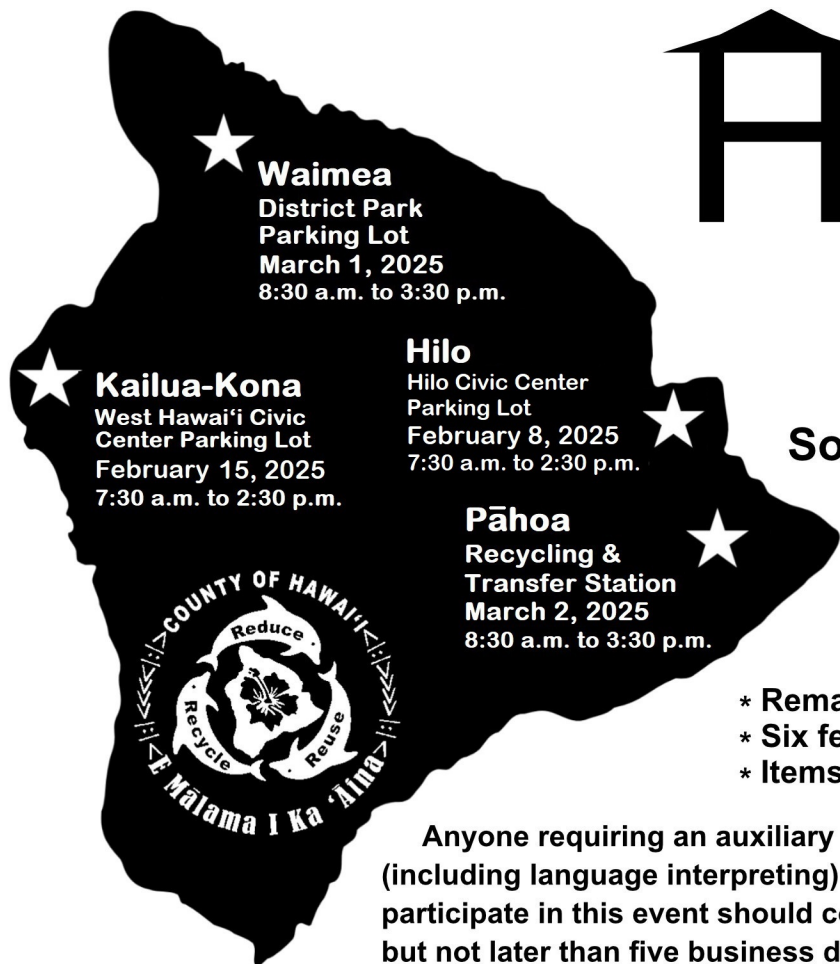 H
Waimea
District Park
Parking Lot
March 1, 2025
8:30 a.m. to 3:30 p.m.
Kailua-Kona
West Hawai‘i Civic
Center Parking Lot
February 15, 2025
7:30 a.m. to 2:30 p.m.
Hilo
Hilo Civic Center
Parking Lot
February 8, 2025
7:30 a.m. to 2:30 p.m.
So
Pāhoa
Recycling &
Transfer Station
March 2, 2025
8:30 a.m. to 3:30 p.m.
COUNTY OF HAWAI‘I
Reduce
Reuse
Recycle
E Mālama I Ka ‘Āina
* Rema
* Six fe
* Items
Anyone requiring an auxiliary
(including language interpreting)
participate in this event should c
but not later than five business d